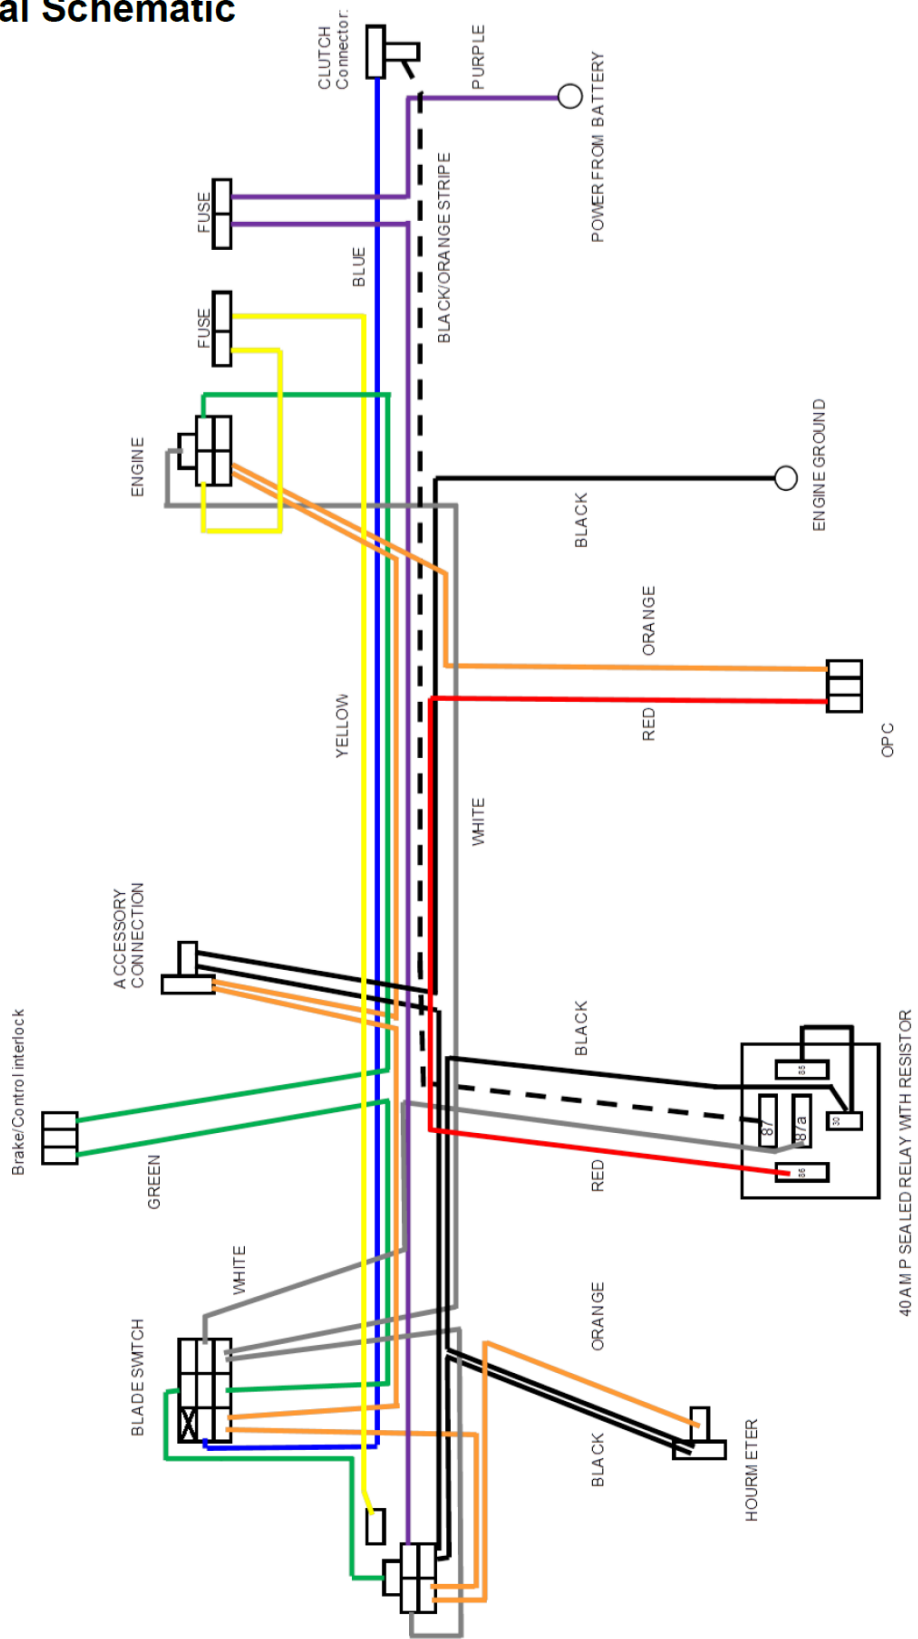 al Schematic
CLUTCH
Connector.
PURPLE
POWER FROM BATTERY
FUSE
BLUE
BLACK/ORANGE STRIPE
FUSE
ENGINE
BLACK
ENGINE GROUND
ORANGE
YELLOW
RED
OPC
WHITE
ACCESSORY
CONNECTION
Brake/Control interlock
BLACK
85
87
87a
30
86
GREEN
RED
40 AMP SEALED RELAY WITH RESISTOR
WHITE
BLADE SWITCH
ORANGE
BLACK
HOURMETER